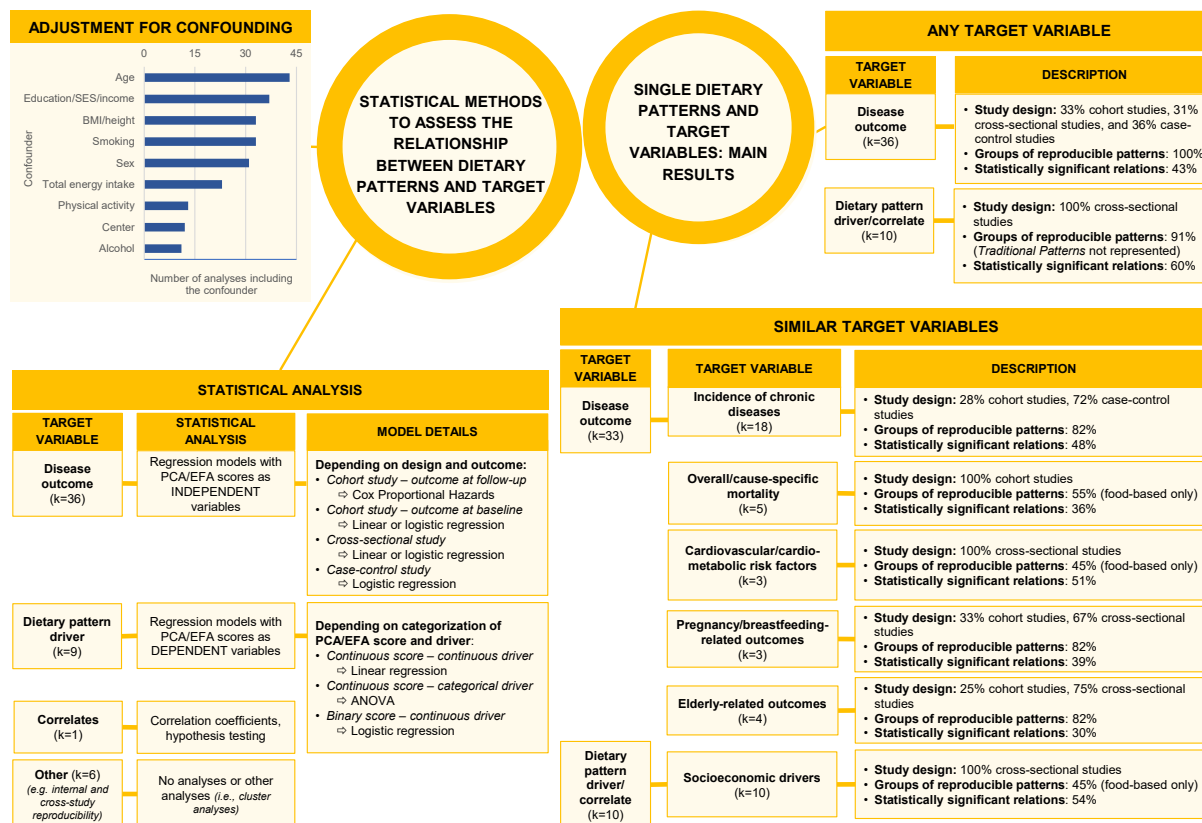 ADJUSTMENT FOR CONFOUNDING
0 15 30 45
Age
Education/SES/income
BMI/height
Smoking
Sex
Total energy intake
Physical activity
Center
Alcohol
Confounder
Number of analyses including
the confounder
STATISTICAL METHODS
TO ASSESS THE
RELATIONSHIP
BETWEEN DIETARY
PATTERNS AND TARGET
VARIABLES
SINGLE DIETARY
PATTERNS AND
TARGET
VARIABLES: MAIN
RESULTS
ANY TARGET VARIABLE
TARGET
VARIABLE
DESCRIPTION
Disease
outcome
(k=36)
• Study design: 33% cohort studies, 31%
cross-sectional studies, and 36% case-
control studies
• Groups of reproducible patterns: 100%
• Statistically significant relations: 43%
Dietary pattern
driver/correlate
(k=10)
• Study design: 100% cross-sectional
studies
• Groups of reproducible patterns: 91%
(Traditional Patterns not represented)
• Statistically significant relations: 60%
STATISTICAL ANALYSIS
TARGET
VARIABLE
STATISTICAL
ANALYSIS
MODEL DETAILS
Disease
outcome
(k=36)
Regression models with
PCA/EFA scores as
INDEPENDENT
variables
Depending on design and outcome:
• Cohort study – outcome at follow-up
⇨ Cox Proportional Hazards
• Cohort study – outcome at baseline
⇨ Linear or logistic regression
• Cross-sectional study
⇨ Linear or logistic regression
• Case-control study
⇨ Logistic regression
Dietary pattern
driver
(k=9)
Regression models with
PCA/EFA scores as
DEPENDENT variables
Depending on categorization of
PCA/EFA score and driver:
• Continuous score – continuous driver
⇨ Linear regression
• Continuous score – categorical driver
⇨ ANOVA
• Binary score – continuous driver
⇨ Logistic regression
Correlates
(k=1)
Correlation coefficients,
hypothesis testing
Other (k=6)
(e.g. internal and
cross-study
reproducibility)
No analyses or other
analyses (i.e., cluster
analyses)
SIMILAR TARGET VARIABLES
TARGET
VARIABLE
TARGET VARIABLE
DESCRIPTION
Disease
outcome
(k=33)
Incidence of chronic
diseases
(k=18)
• Study design: 28% cohort studies, 72% case-control
studies
• Groups of reproducible patterns: 82%
• Statistically significant relations: 48%
Overall/cause-specific
mortality
(k=5)
• Study design: 100% cohort studies
• Groups of reproducible patterns: 55% (food-based only)
• Statistically significant relations: 36%
Cardiovascular/cardio-
metabolic risk factors
(k=3)
• Study design: 100% cross-sectional studies
• Groups of reproducible patterns: 45% (food-based only)
• Statistically significant relations: 51%
Pregnancy/breastfeeding-
related outcomes
(k=3)
• Study design: 33% cohort studies, 67% cross-sectional
studies
• Groups of reproducible patterns: 82%
• Statistically significant relations: 39%
Elderly-related outcomes
(k=4)
• Study design: 25% cohort studies, 75% cross-sectional
studies
• Groups of reproducible patterns: 82%
• Statistically significant relations: 30%
Dietary
pattern
driver/
correlate
(k=10)
Socioeconomic drivers
(k=10)
• Study design: 100% cross-sectional studies
• Groups of reproducible patterns: 45% (food-based only)
• Statistically significant relations: 54%